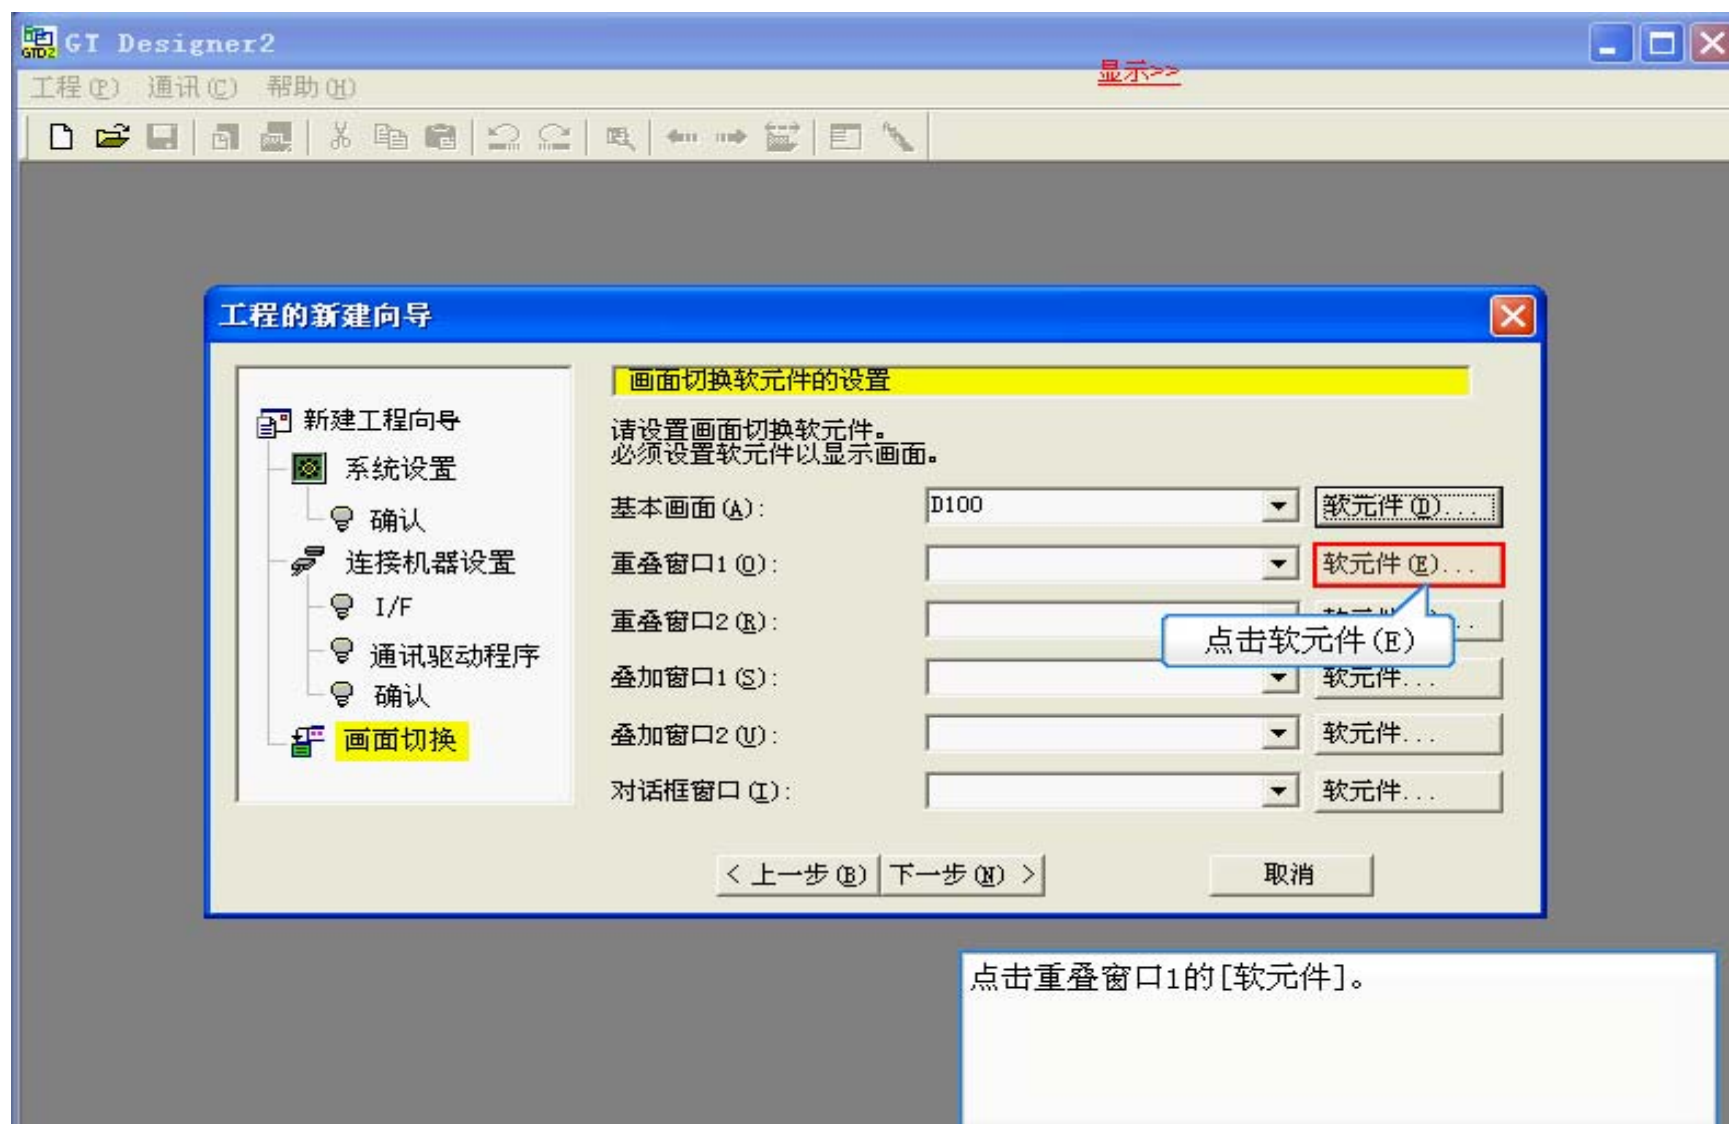 GT Designer2
显示>>
工程(P) 通讯(C) 帮助(H)
工程的新建向导
新建工程向导
系统设置
确认
连接机器设置
I/F
通讯驱动程序
确认
画面切换
画面切换软元件的设置
请设置画面切换软元件。
必须设置软元件以显示画面。
基本画面(A): D100 软元件(D)...
重叠窗口1(O): 软元件(E)...
重叠窗口2(R):
点击软元件(E)
叠加窗口1(S): 软元件...
叠加窗口2(U): 软元件...
对话框窗口(I): 软元件...
<上一步(B) 下一步(N)> 取消
点击重叠窗口1的[软元件]。